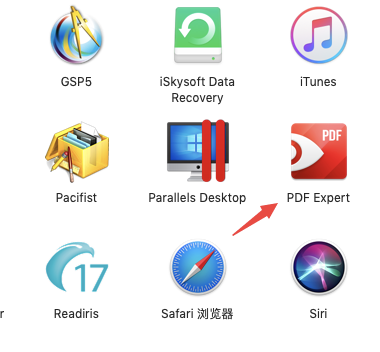 GSP5
iSkysoft Data
Recovery
iTunes
PDF
Pacifist
Parallels Desktop
PDF Expert
17
r
Readiris
Safari 浏览器
Siri